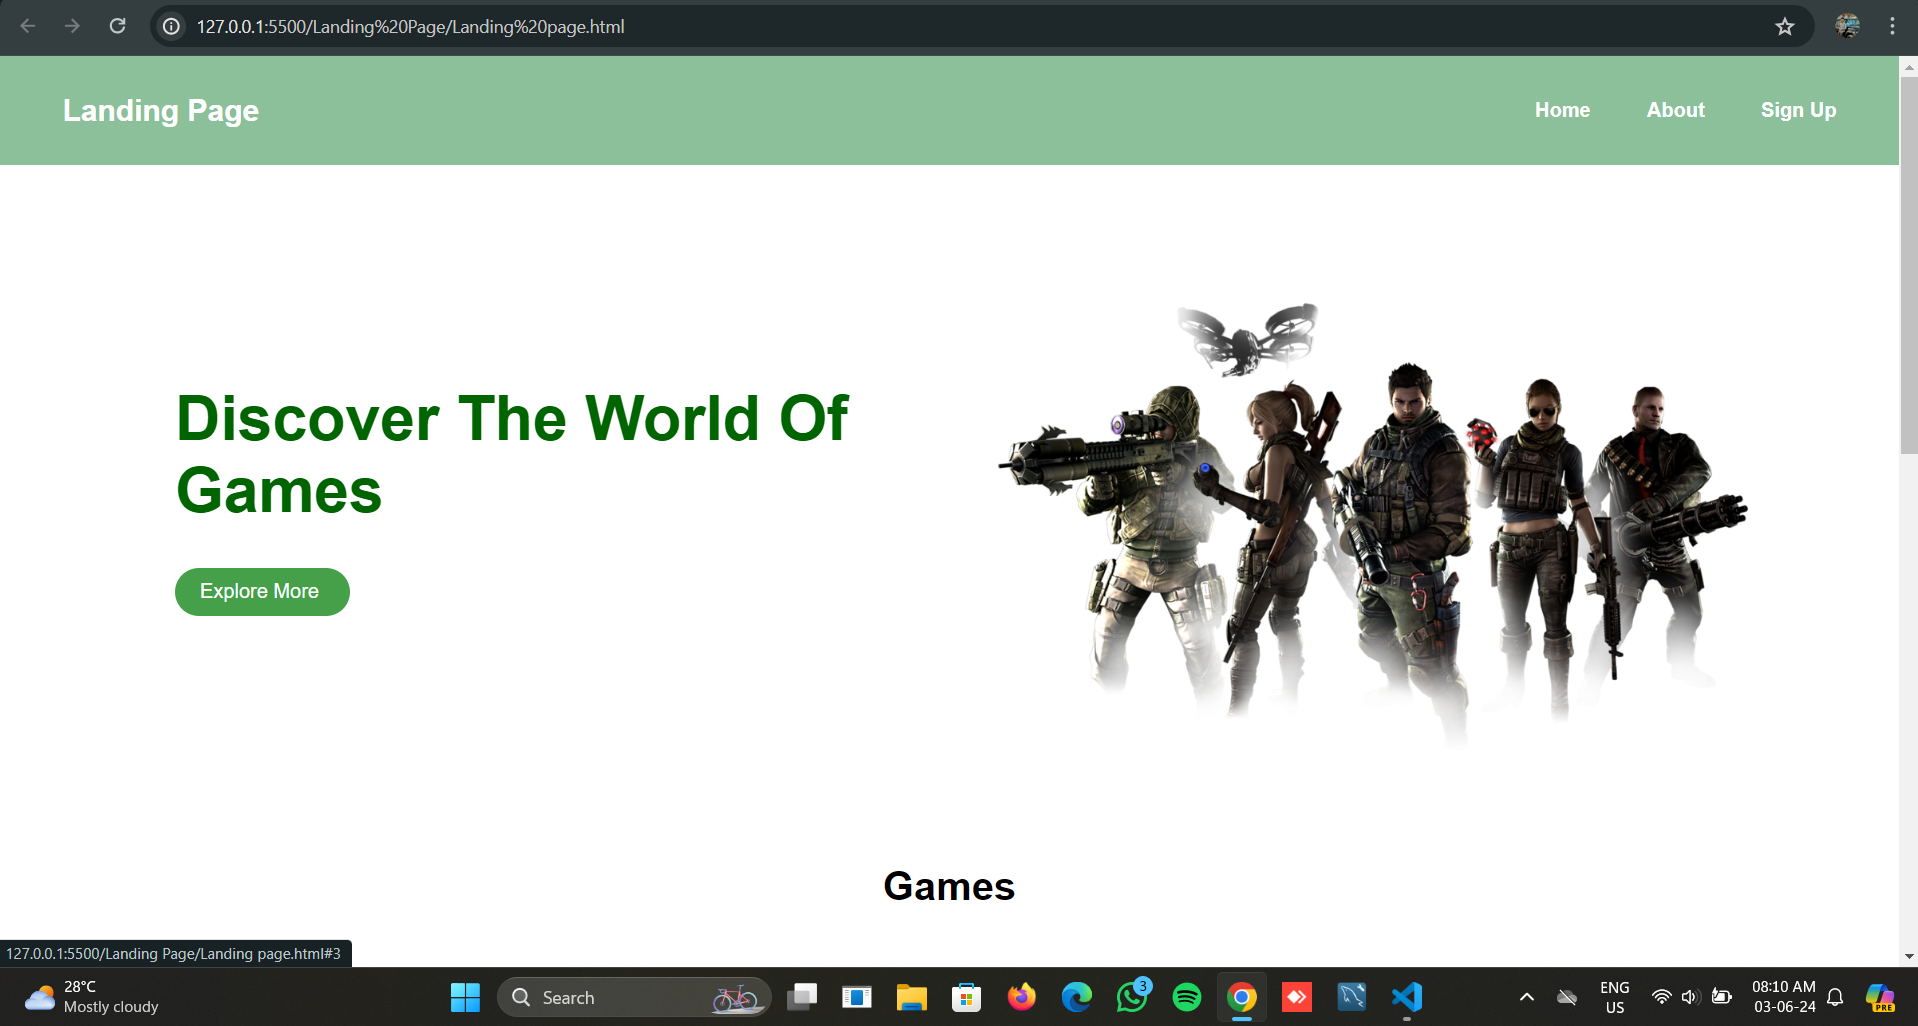 127.0.0.1:5500/Landing%20Page/Landing%20page.html
Landing Page
Home
About
Sign Up
Discover The World Of
Games
Explore More
Games
127.0.0.1:5500/Landing Page/Landing page.html#3
28°C
Mostly cloudy
Search
3
ENG
US
08:10 AM
03-06-24
PRE